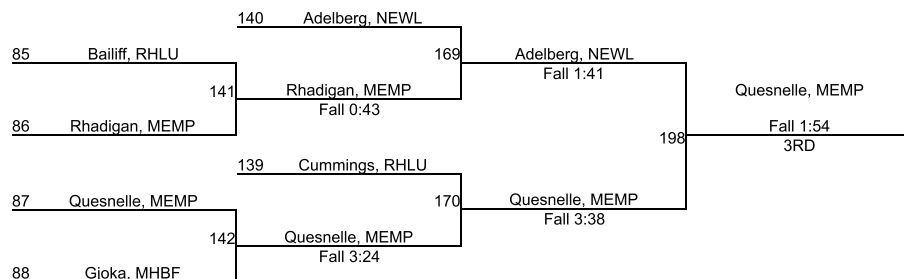 140 Adelberg, NEWL
85 Bailiff, RHLU
169 Adelberg, NEWL
Fall 1:41
141 Rhadigan, MEMP
Fall 0:43
Quesnelle, MEMP
86 Rhadigan, MEMP
198 Fall 1:54
3RD
139 Cummings, RHLU
87 Quesnelle, MEMP
170 Quesnelle, MEMP
Fall 3:38
142 Quesnelle, MEMP
Fall 3:24
88 Gioka, MHBF